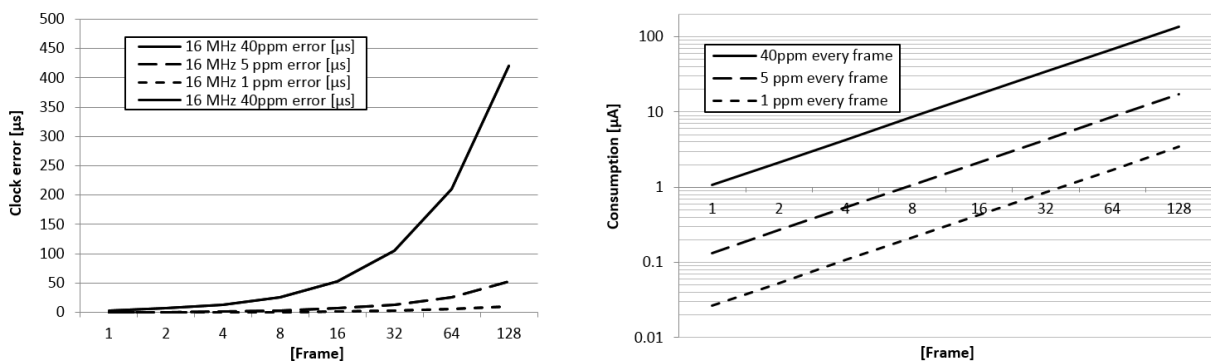 500
450
400
350
300
250
200
150
100
50
0
Clock error [µs]
16 MHz 40ppm error [µs]
16 MHz 5 ppm error [µs]
16 MHz 1 ppm error [µs]
16 MHz 40ppm error [µs]
1 2 4 8 16 32 64 128
[Frame]
100
10
1
0.1
0.01
Consumption [µA]
40ppm every frame
5 ppm every frame
1 ppm every frame
1 2 4 8 16 32 64 128
[Frame]